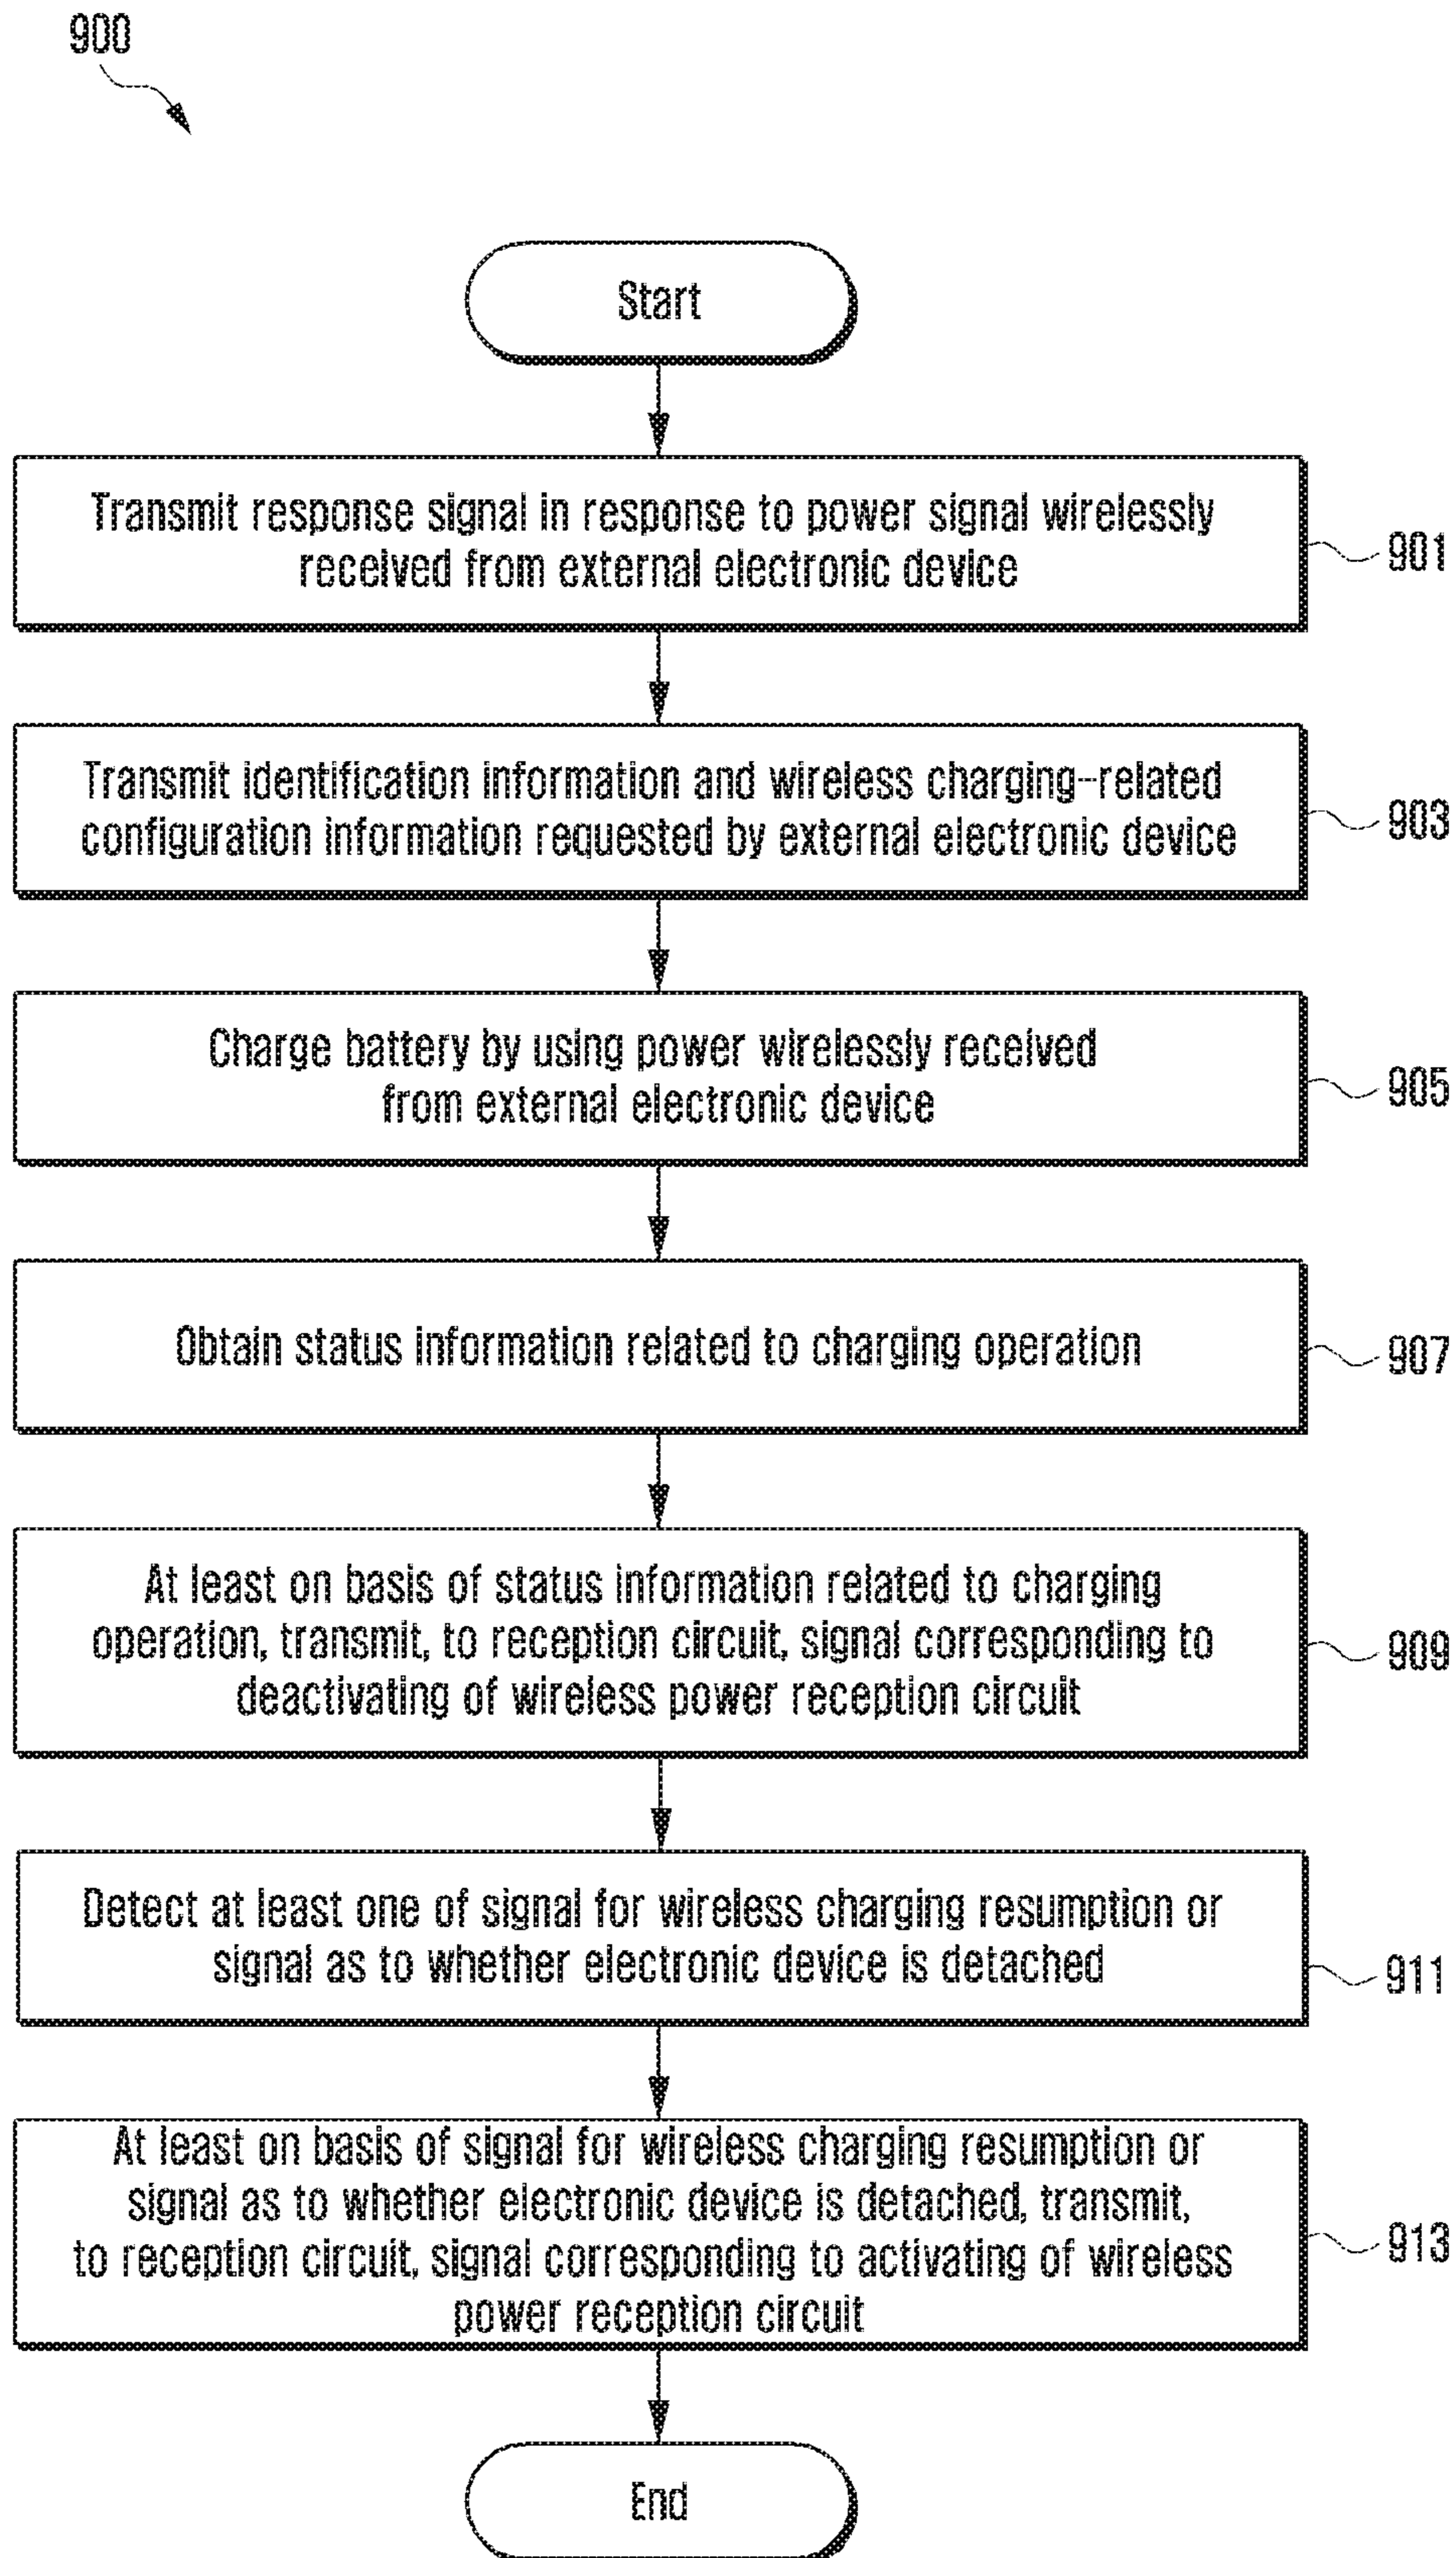 900
Start
Transmit response signal in response to power signal wirelessly
received from external electronic device
901
Transmit identification information and wireless charging-related
configuration information requested by external electronic device
903
Charge battery by using power wirelessly received
from external electronic device
905
Obtain status information related to charging operation
907
At least on basis of status information related to charging
operation, transmit, to reception circuit, signal corresponding to
deactivating of wireless power reception circuit
909
Detect at least one of signal for wireless charging resumption or
signal as to whether electronic device is detached
911
At least on basis of signal for wireless charging resumption or
signal as to whether electronic device is detached, transmit,
to reception circuit, signal corresponding to activating of wireless
power reception circuit
913
End